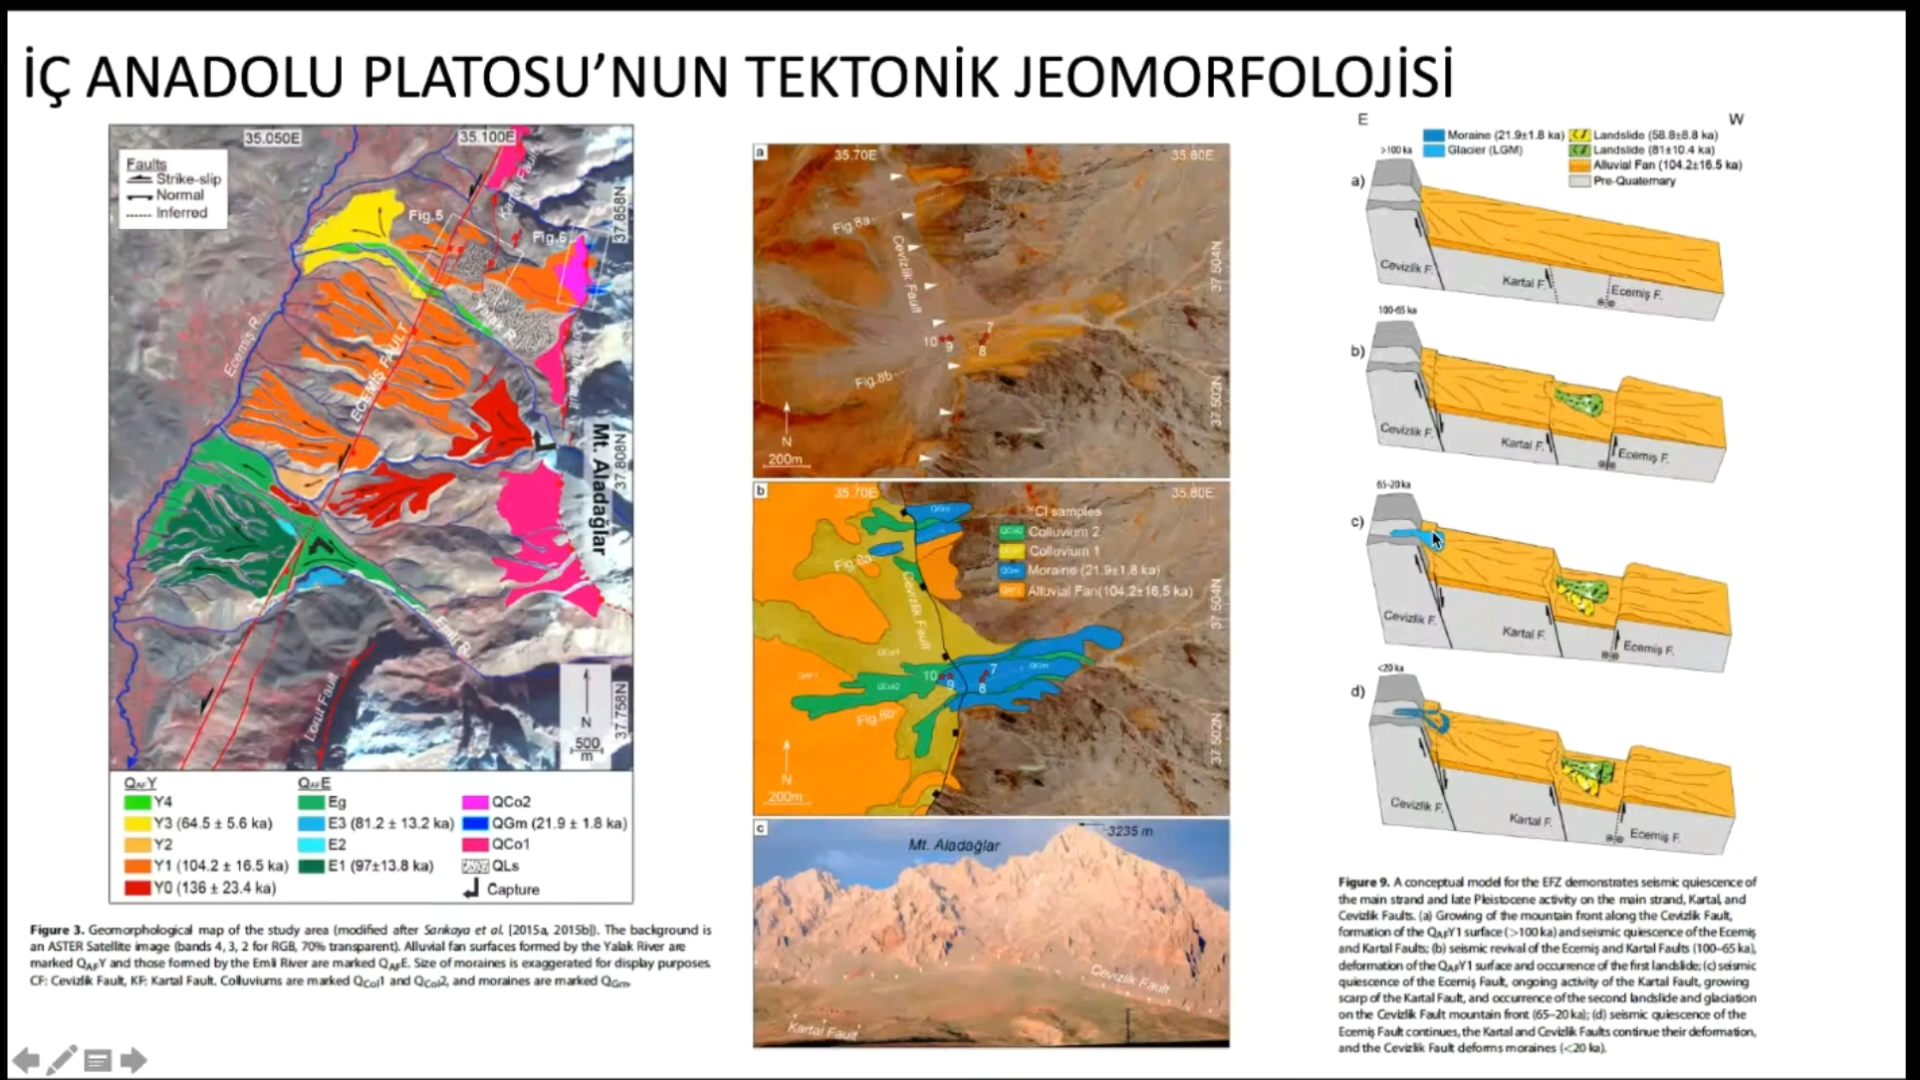 İÇ ANADOLU PLATOSU’NUN TEKTONİK JEOMORFOLOJİSİ
35.050E
35.100E
Faults
Strike-slip
Normal
Inferred
Fig.5
Fig.6
37.858N
Ecemiş R.
ECEMİŞ FAULT
Yalak R.
Mt. Aladağlar
37.808N
Emli R.
Lorut Fault
37.758N
N
500
m
QAFY
Y4
Y3 (64.5 ± 5.6 ka)
Y2
Y1 (104.2 ± 16.5 ka)
Y0 (136 ± 23.4 ka)
QAFE
Eg
E3 (81.2 ± 13.2 ka)
E2
E1 (97±13.8 ka)
QCo2
QGm (21.9 ± 1.8 ka)
QCo1
QLs
Capture
Figure 3. Geomorphological map of the study area (modified after Sarıkaya et al. [2015a, 2015b]). The background is
an ASTER Satellite image (bands 4, 3, 2 for RGB, 70% transparent). Alluvial fan surfaces formed by the Yalak River are
marked QAFY and those formed by the Emli River are marked QAFE. Size of moraines is exaggerated for display purposes.
CF: Cevizlik Fault, KF: Kartal Fault. Colluviums are marked QCol1 and QCol2, and moraines are marked QGm.
a
35.70E
35.80E
Fig.8a
Cevizlik Fault
37.504N
7
10
9
8
Fig.8b
37.502N
N
200m
b
35.70E
35.80E
Cl samples
Colluvium 2
Colluvium 1
Moraine (21.9±1.8 ka)
Alluvial Fan(104.2±16.5 ka)
Fig.8a
Cevizlik Fault
37.504N
QCo1
QCo2
QGm
7
10
9
8
Fig.8b
37.502N
N
200m
c
Mt. Aladağlar
3235 m
Cevizlik Fault
Kartal Fault
E
W
Moraine (21.9±1.8 ka)
Glacier (LGM)
Landslide (58.8±8.8 ka)
Landslide (81±10.4 ka)
Alluvial Fan (104.2±16.5 ka)
Pre-Quaternary
>100 ka
a)
Cevizlik F.
Kartal F.
Ecemiş F.
100-65 ka
b)
Cevizlik F.
Kartal F.
Ecemiş F.
65-20 ka
c)
Cevizlik F.
Kartal F.
Ecemiş F.
<20 ka
d)
Cevizlik F.
Kartal F.
Ecemiş F.
Figure 9. A conceptual model for the EFZ demonstrates seismic quiescence of
the main strand and late Pleistocene activity on the main strand, Kartal, and
Cevizlik Faults. (a) Growing of the mountain front along the Cevizlik Fault,
formation of the QAFY1 surface (>100 ka) and seismic quiescence of the Ecemiş
and Kartal Faults; (b) seismic revival of the Ecemiş and Kartal Faults (100–65 ka),
deformation of the QAFY1 surface and occurrence of the first landslide; (c) seismic
quiescence of the Ecemiş Fault, ongoing activity of the Kartal Fault, growing
scarp of the Kartal Fault, and occurrence of the second landslide and glaciation
on the Cevizlik Fault mountain front (65–20 ka); (d) seismic quiescence of the
Ecemiş Fault continues, the Kartal and Cevizlik Faults continue their deformation,
and the Cevizlik Fault deforms moraines (<20 ka).